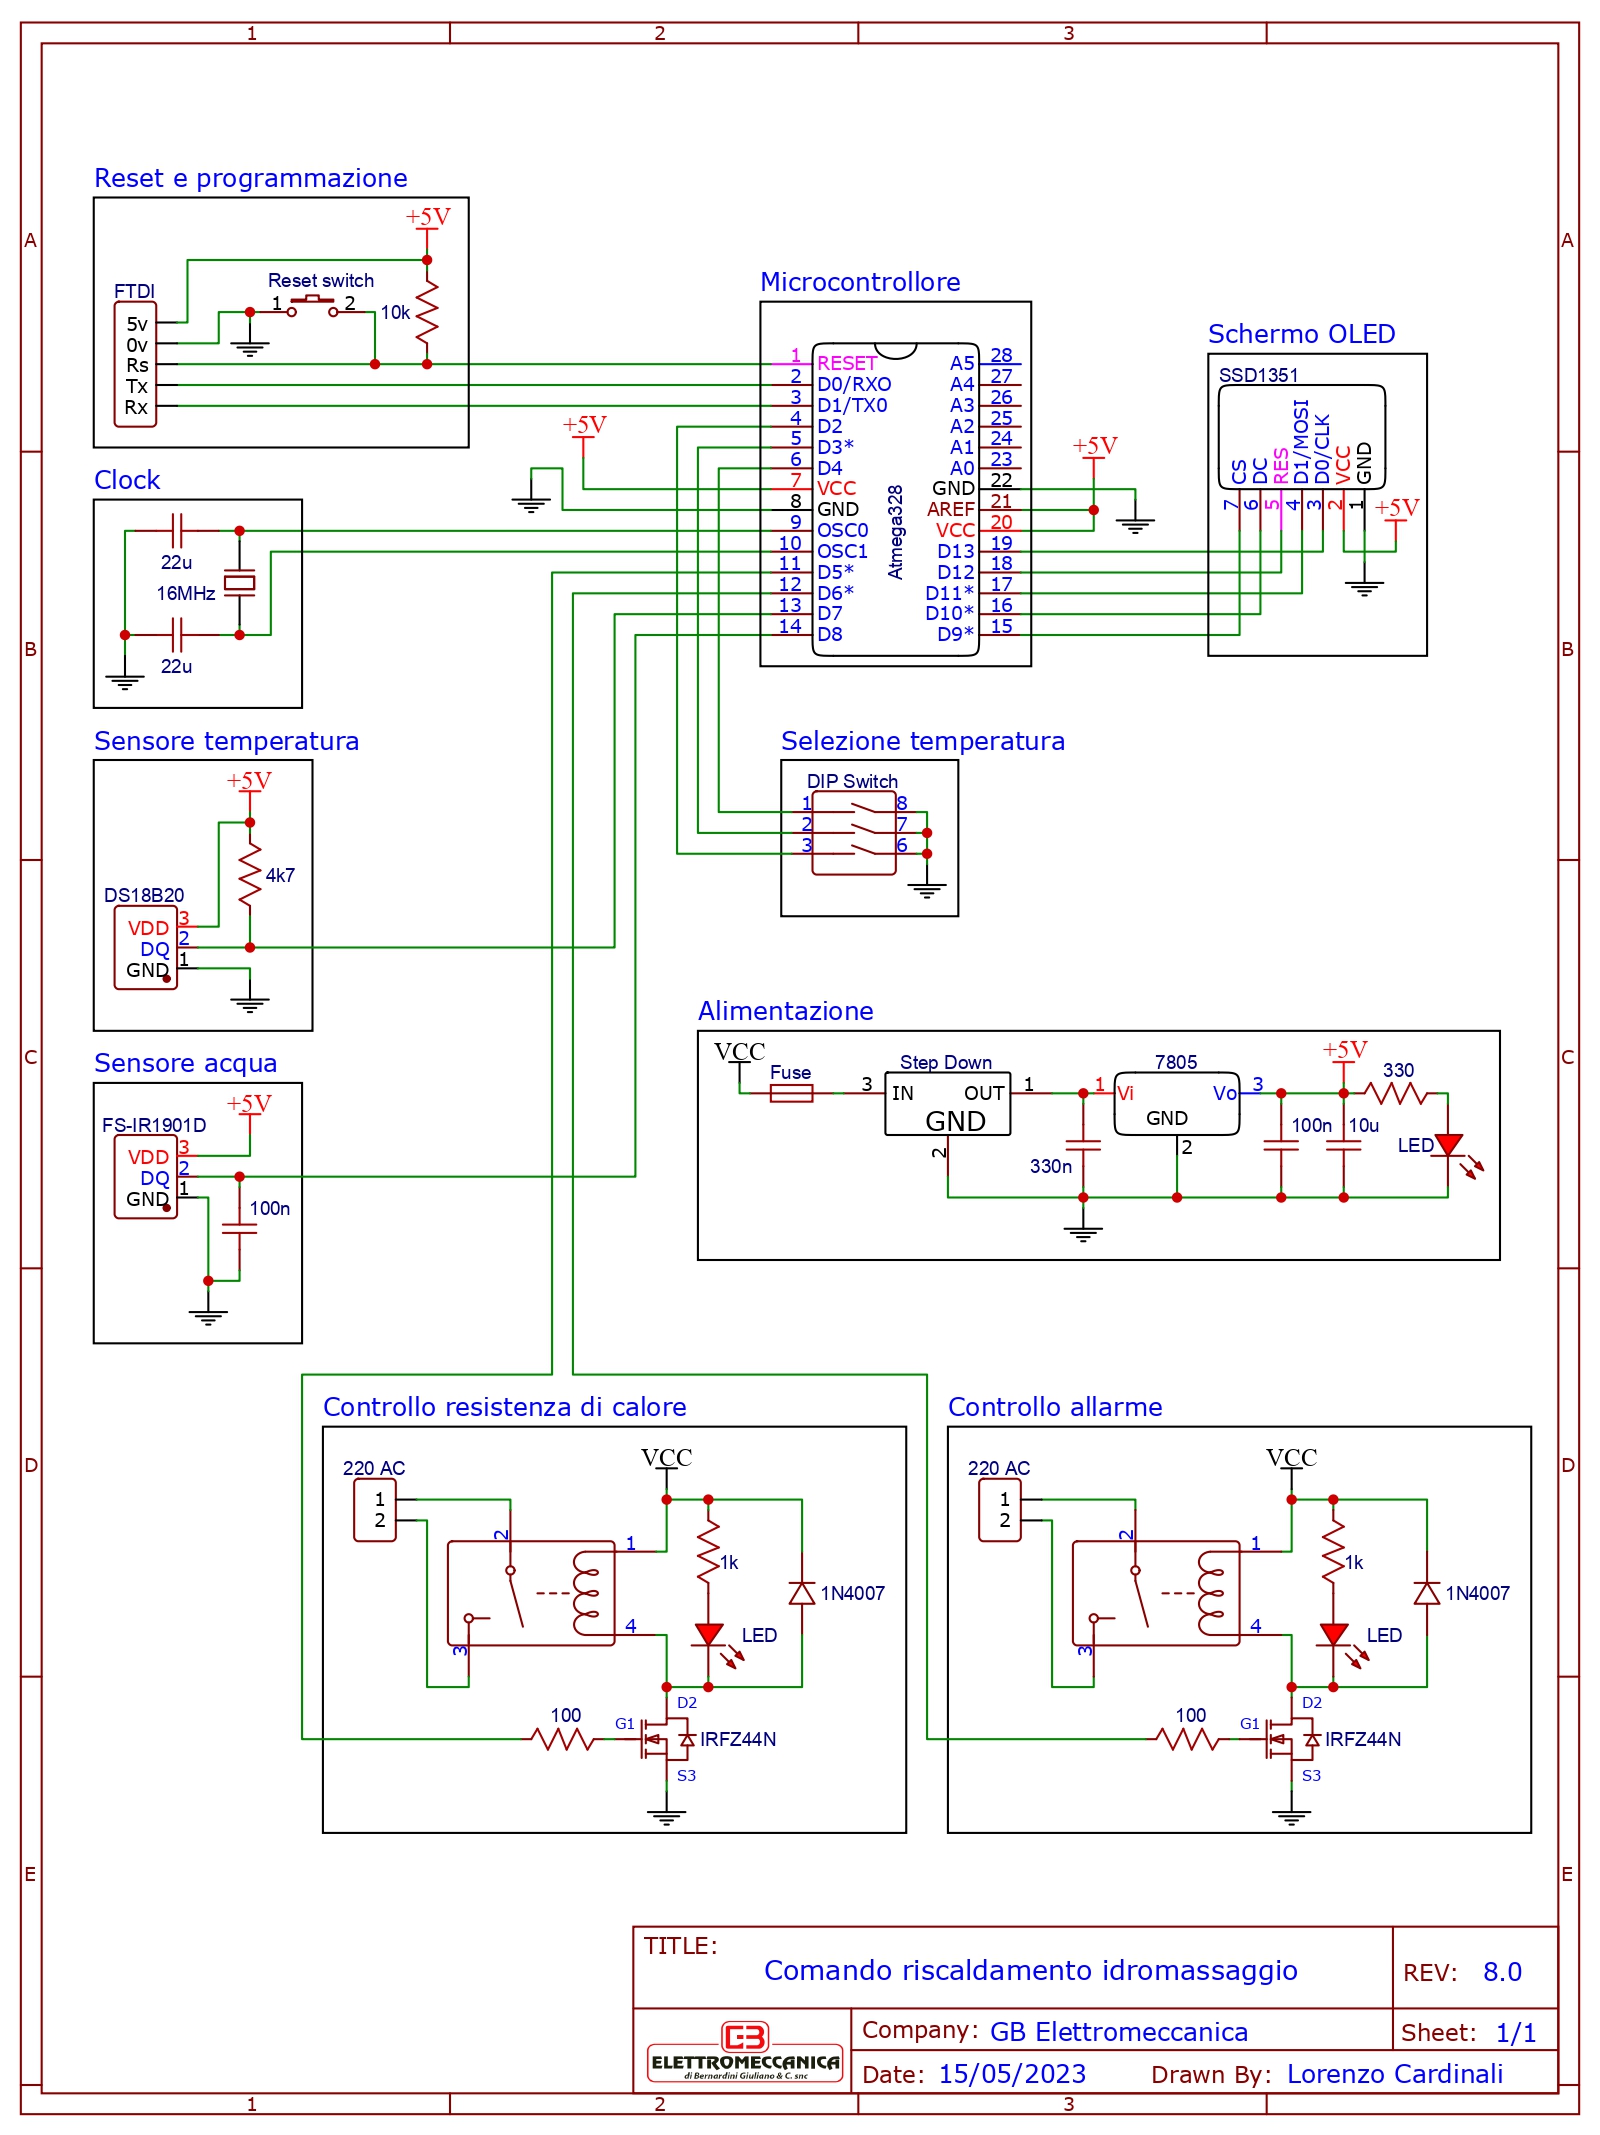 1 2 3
A
A
B
B
C
C
D
D
E
E
1 2 3
Reset e programmazione
+5V
FTDI
Reset switch
1 2
10k
5v
0v
Rs
Tx
Rx
Clock
22u
16MHz
22u
Sensore temperatura
+5V
4k7
DS18B20
VDD 3
DQ 2
GND 1
Sensore acqua
+5V
FS-IR1901D
VDD 3
DQ 2
GND 1
100n
Microcontrollore
+5V
Atmega328
1 RESET A5 28
2 D0/RXO A4 27
3 D1/TX0 A3 26
4 D2 A2 25
5 D3* A1 24
6 D4 A0 23
7 VCC GND 22
8 GND AREF 21
9 OSC0 VCC 20
10 OSC1 D13 19
11 D5* D12 18
12 D6* D11* 17
13 D7 D10* 16
14 D8 D9* 15
+5V
Schermo OLED
SSD1351
CS DC RES D1/MOSI D0/CLK VCC GND
7 6 5 4 3 2 1
+5V
Selezione temperatura
DIP Switch
1 8
2 7
3 6
Alimentazione
VCC
Fuse
Step Down
3 IN OUT 1
GND
2
330n
7805
1 Vi Vo 3
GND
2
+5V
330
100n
10u
LED
Controllo resistenza di calore
220 AC
1
2
VCC
2
1
3
4
1k
LED
1N4007
100
G1
D2
S3
IRFZ44N
Controllo allarme
220 AC
1
2
VCC
2
1
3
4
1k
LED
1N4007
100
G1
D2
S3
IRFZ44N
TITLE:
Comando riscaldamento idromassaggio
REV: 8.0
GB
ELETTROMECCANICA
di Bernardini Giuliano & C. snc
Company: GB Elettromeccanica
Sheet: 1/1
Date: 15/05/2023 Drawn By: Lorenzo Cardinali